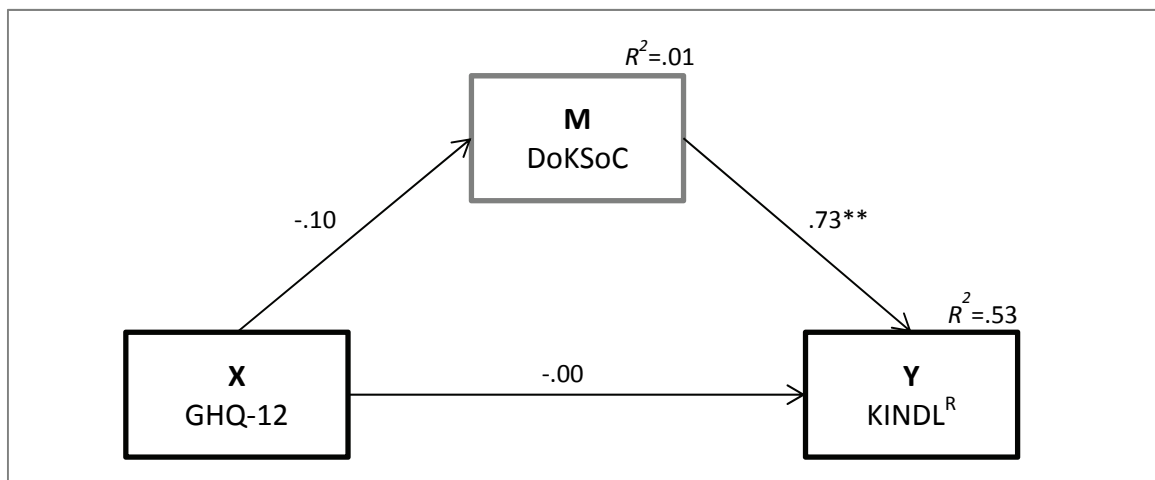 R²=.01
M
DoKSoC
-.10
.73**
R²=.53
X
GHQ-12
-.00
Y
KINDLᴿ